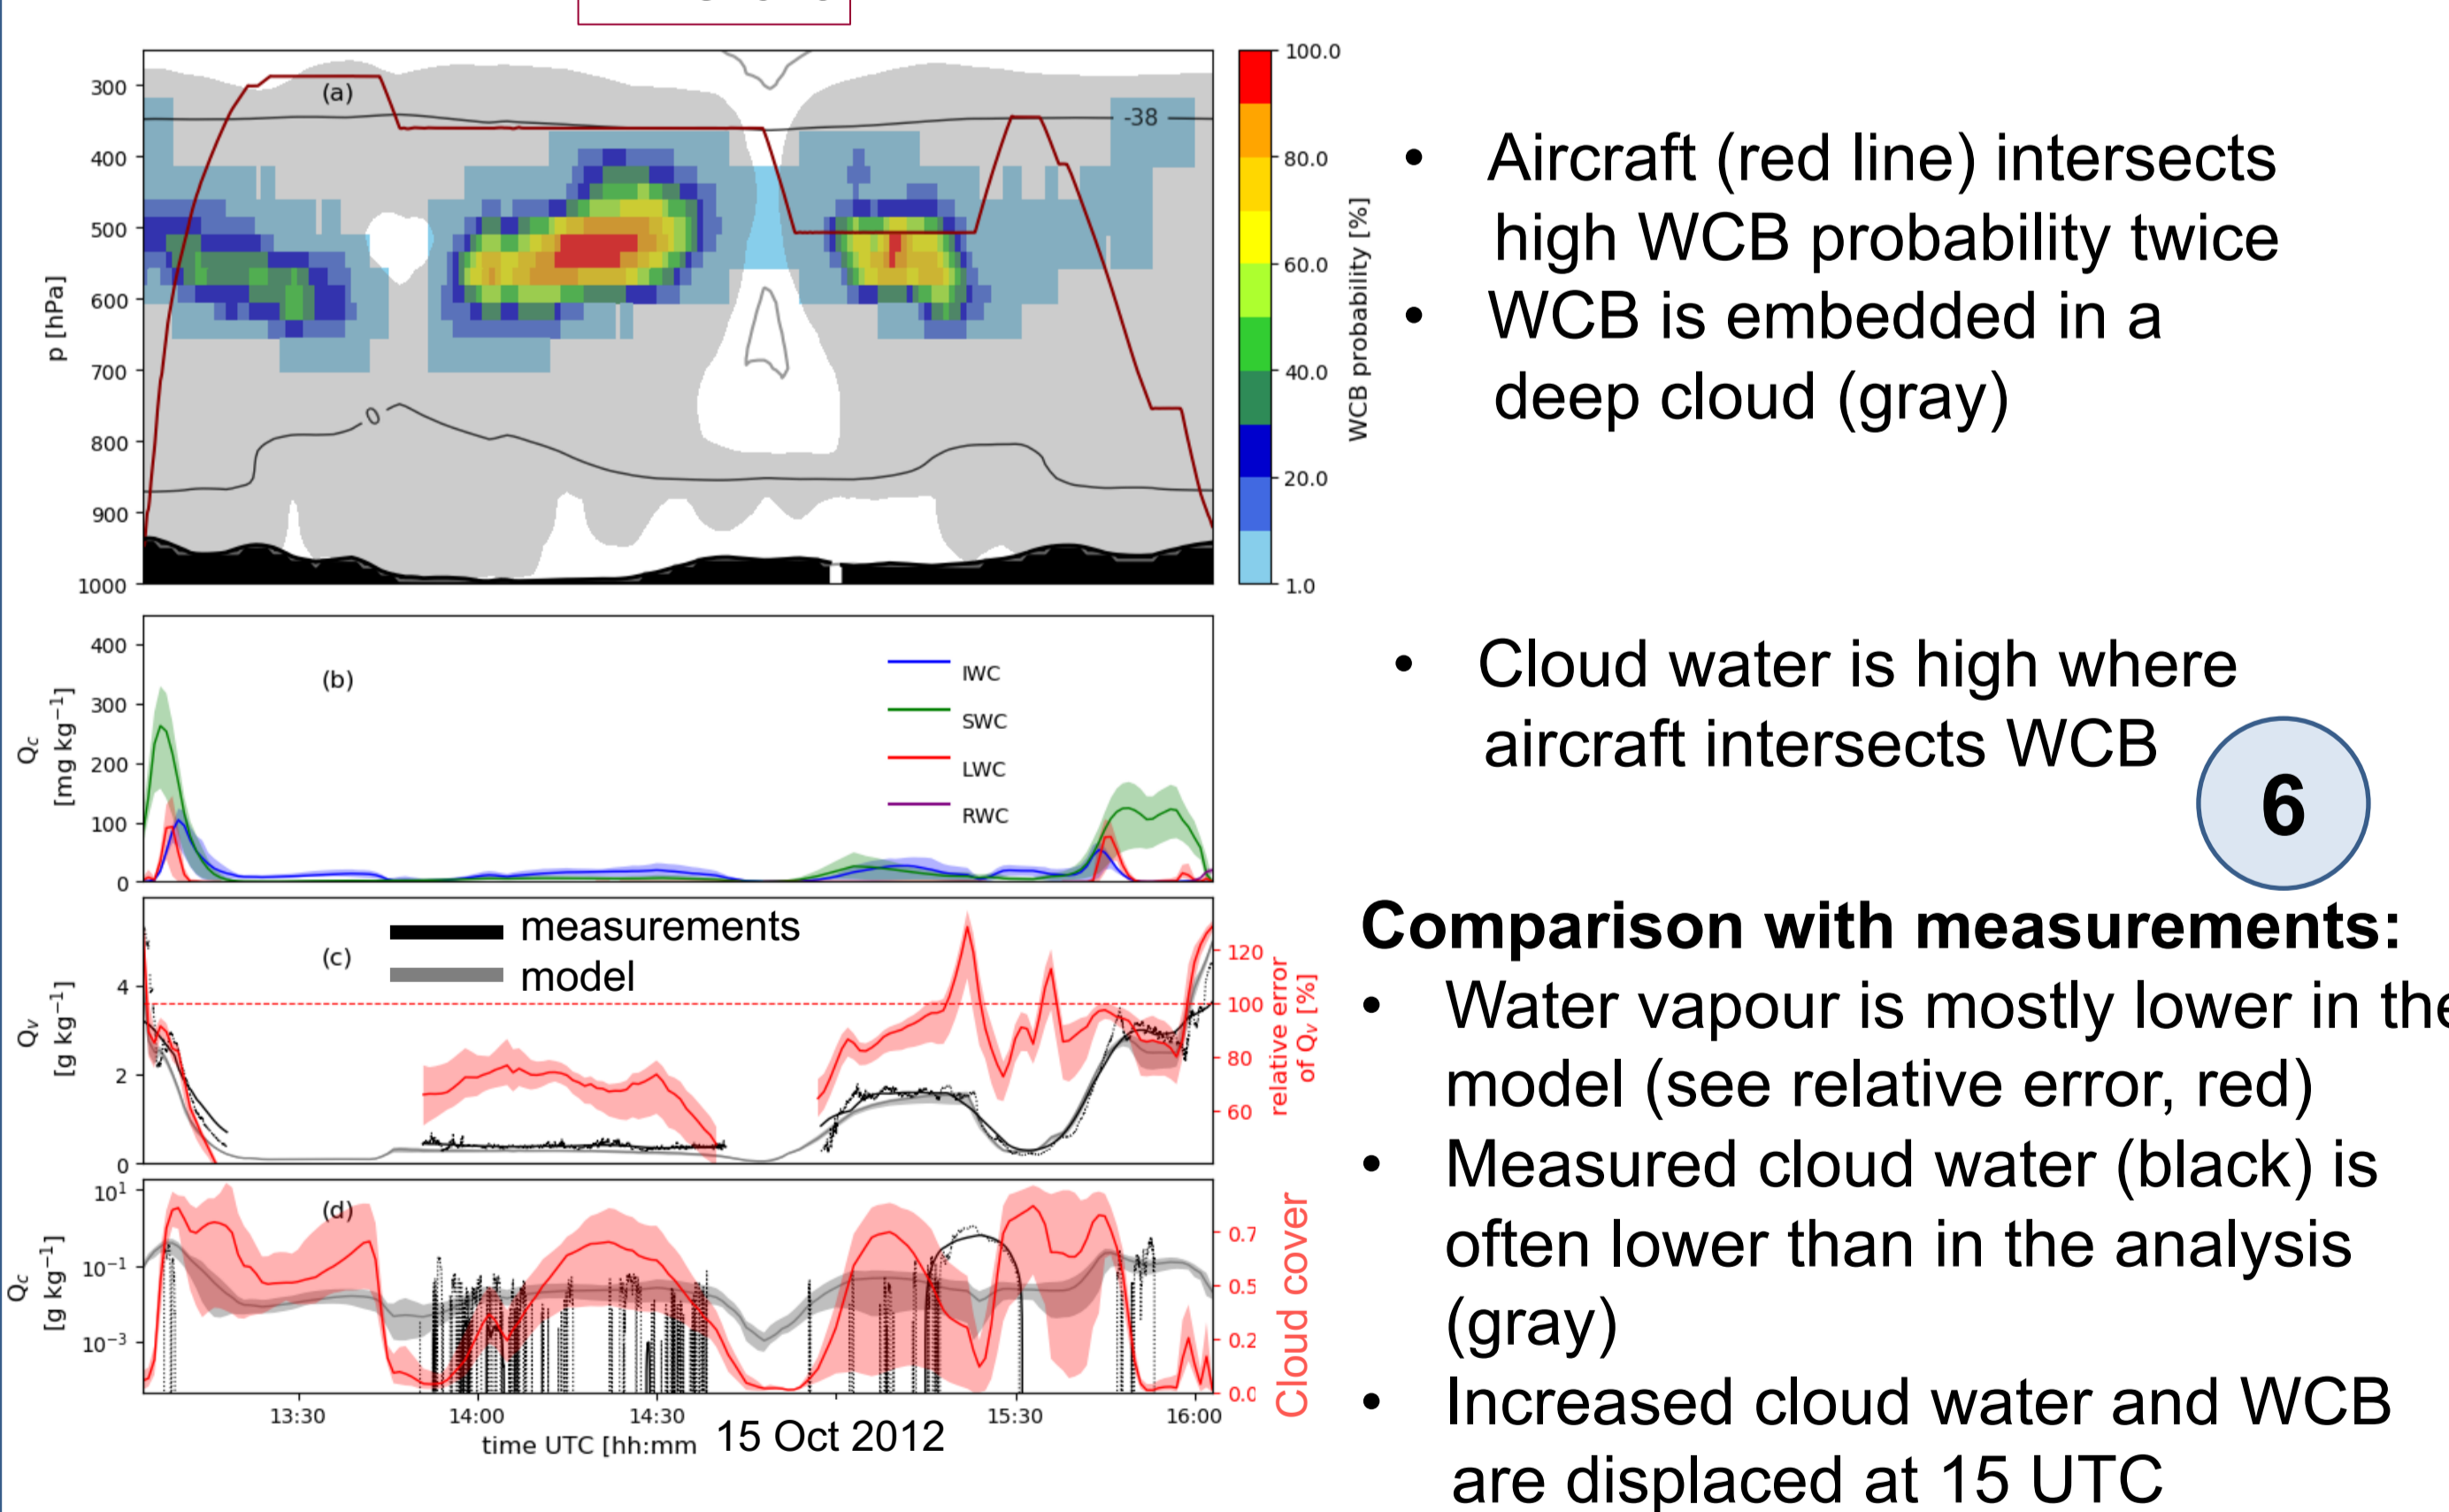 (a)
-38
0
300
400
500
600
700
800
900
1000
p [hPa]
100.0
80.0
60.0
40.0
20.0
1.0
WCB probability [%]
• Aircraft (red line) intersects
high WCB probability twice
• WCB is embedded in a
deep cloud (gray)
(b)
400
300
200
100
0
Qc
[mg kg⁻¹]
IWC
SWC
LWC
RWC
• Cloud water is high where
aircraft intersects WCB
6
(c)
measurements
model
4
2
0
Qv
[g kg⁻¹]
120
100
80
60
relative error
of Qv [%]
Comparison with measurements:
• Water vapour is mostly lower in the
model (see relative error, red)
• Measured cloud water (black) is
often lower than in the analysis
(gray)
• Increased cloud water and WCB
are displaced at 15 UTC
(d)
10¹
10⁻¹
10⁻³
Qc
[g kg⁻¹]
0.7
0.5
0.2
0.0
Cloud cover
13:30
14:00
14:30
15:30
16:00
time UTC [hh:mm
15 Oct 2012